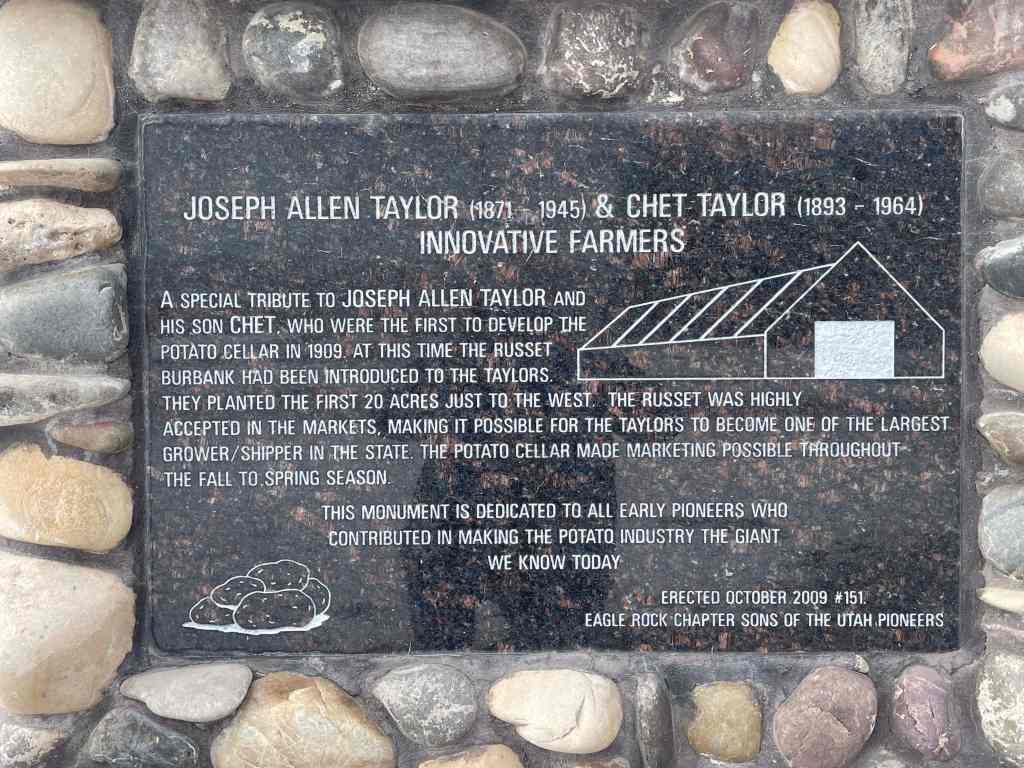 JOSEPH ALLEN TAYLOR (1871 - 1945) & CHET TAYLOR (1893 - 1964)
INNOVATIVE FARMERS
A SPECIAL TRIBUTE TO JOSEPH ALLEN TAYLOR AND
HIS SON CHET, WHO WERE THE FIRST TO DEVELOP THE
POTATO CELLAR IN 1909. AT THIS TIME THE RUSSET
BURBANK HAD BEEN INTRODUCED TO THE TAYLORS.
THEY PLANTED THE FIRST 20 ACRES JUST TO THE WEST. THE RUSSET WAS HIGHLY
ACCEPTED IN THE MARKETS, MAKING IT POSSIBLE FOR THE TAYLORS TO BECOME ONE OF THE LARGEST
GROWER/SHIPPER IN THE STATE. THE POTATO CELLAR MADE MARKETING POSSIBLE THROUGHOUT
THE FALL TO SPRING SEASON.
THIS MONUMENT IS DEDICATED TO ALL EARLY PIONEERS WHO
CONTRIBUTED IN MAKING THE POTATO INDUSTRY THE GIANT
WE KNOW TODAY
ERECTED OCTOBER 2009 #151.
EAGLE ROCK CHAPTER SONS OF THE UTAH PIONEERS